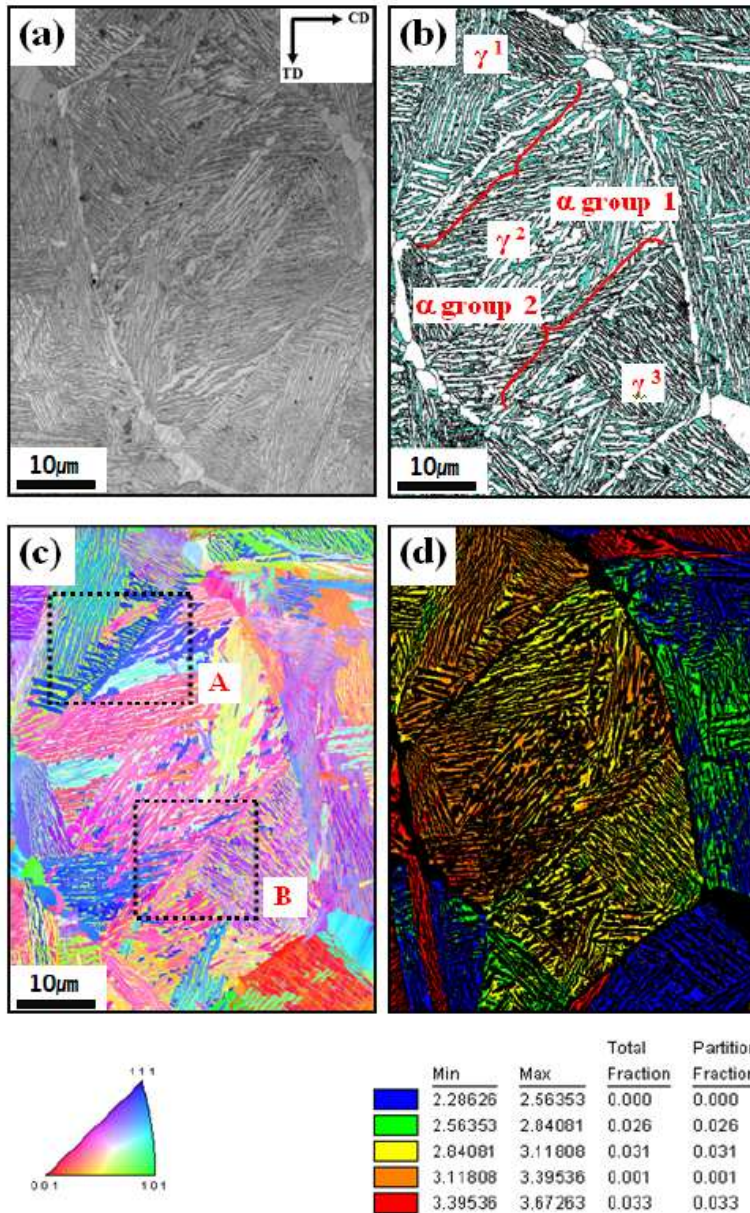 (a)
CD
TD
10μm
(b)
γ1
α group 1
γ2
α group 2
γ3
10μm
(c)
A
B
10μm
(d)
111
001 101
Total Partition
Min Max Fraction Fraction
2.28626 2.56353 0.000 0.000
2.56353 2.84081 0.026 0.026
2.84081 3.11808 0.031 0.031
3.11808 3.39536 0.001 0.001
3.39536 3.67263 0.033 0.033